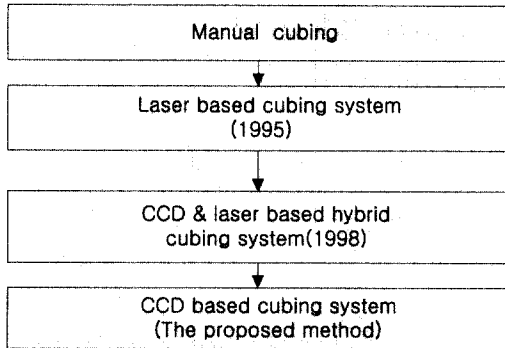 Manual cubing
Laser based cubing system
(1995)
CCD & laser based hybrid
cubing system(1998)
CCD based cubing system
(The proposed method)